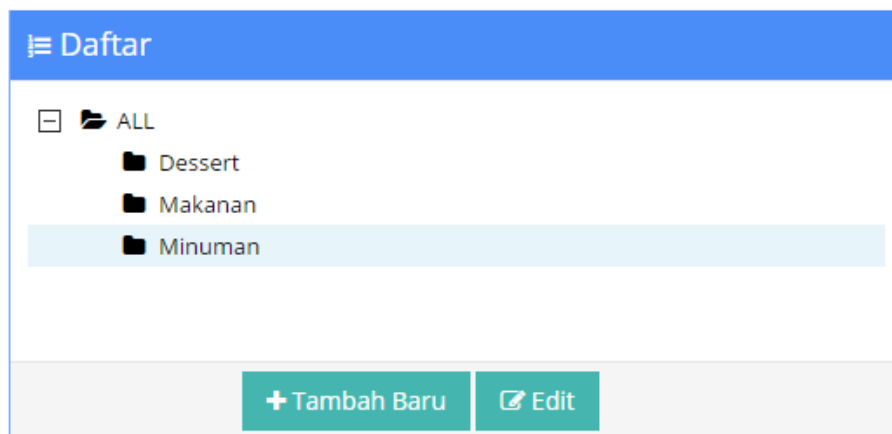 Daftar
ALL
Dessert
Makanan
Minuman
Tambah Baru
Edit